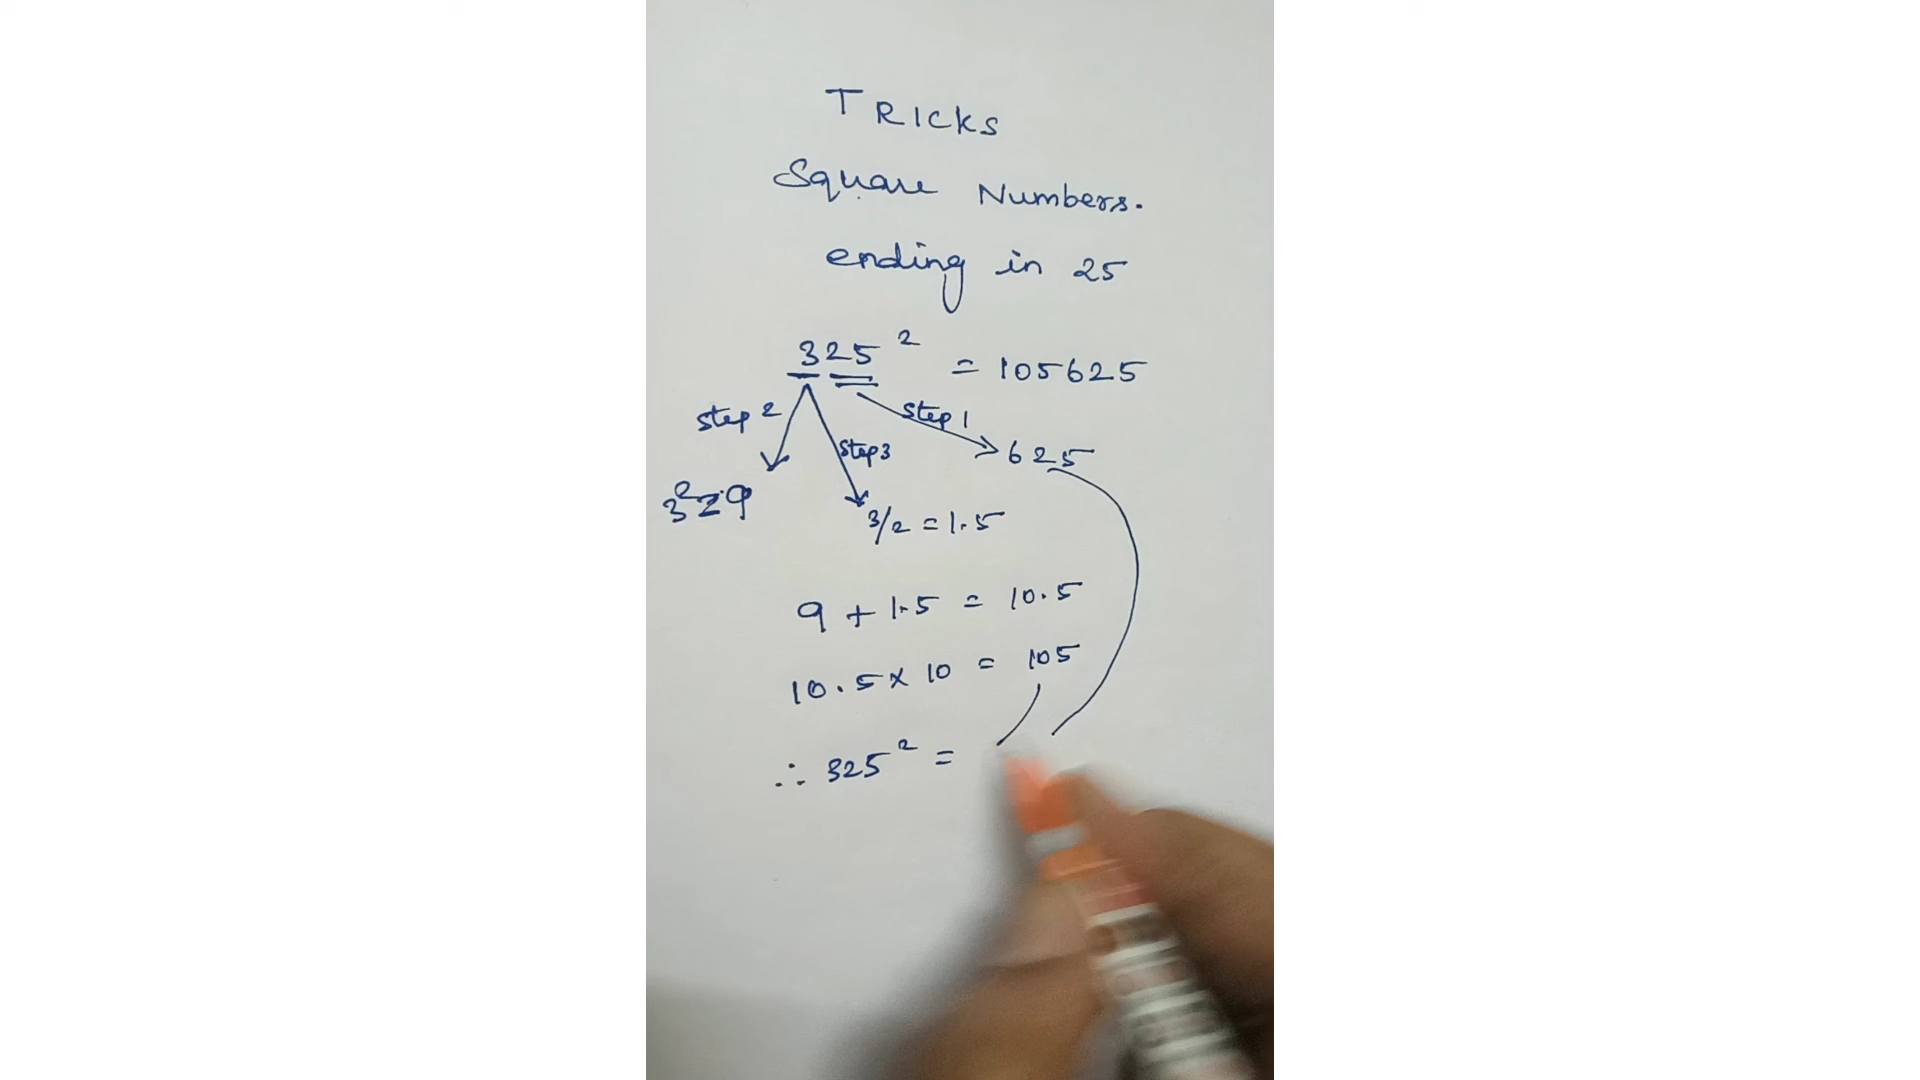 TRICKS
Square Numbers.
ending in 25
325² = 105625
step 2
step 1
step3
625
3² = 9
3/2 = 1.5
9 + 1.5 = 10.5
10.5 x 10 = 105
∴ 325² =